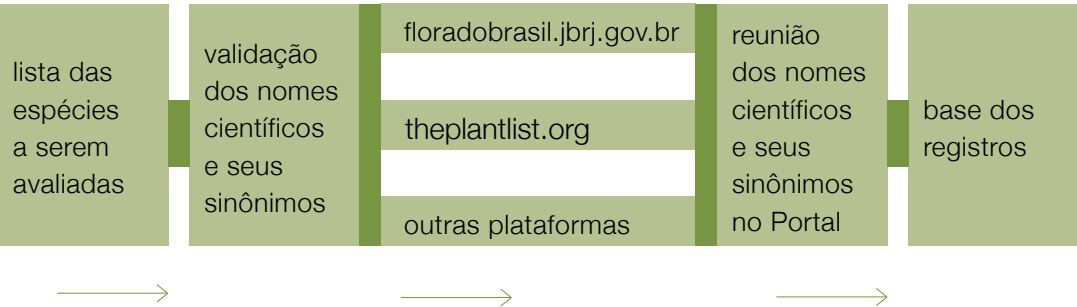 lista das
espécies
a serem
avaliadas
validação
dos nomes
científicos
e seus
sinônimos
floradobrasil.jbrj.gov.br
theplantlist.org
outras plataformas
reunião
dos nomes
científicos
e seus
sinônimos
no Portal
base dos
registros